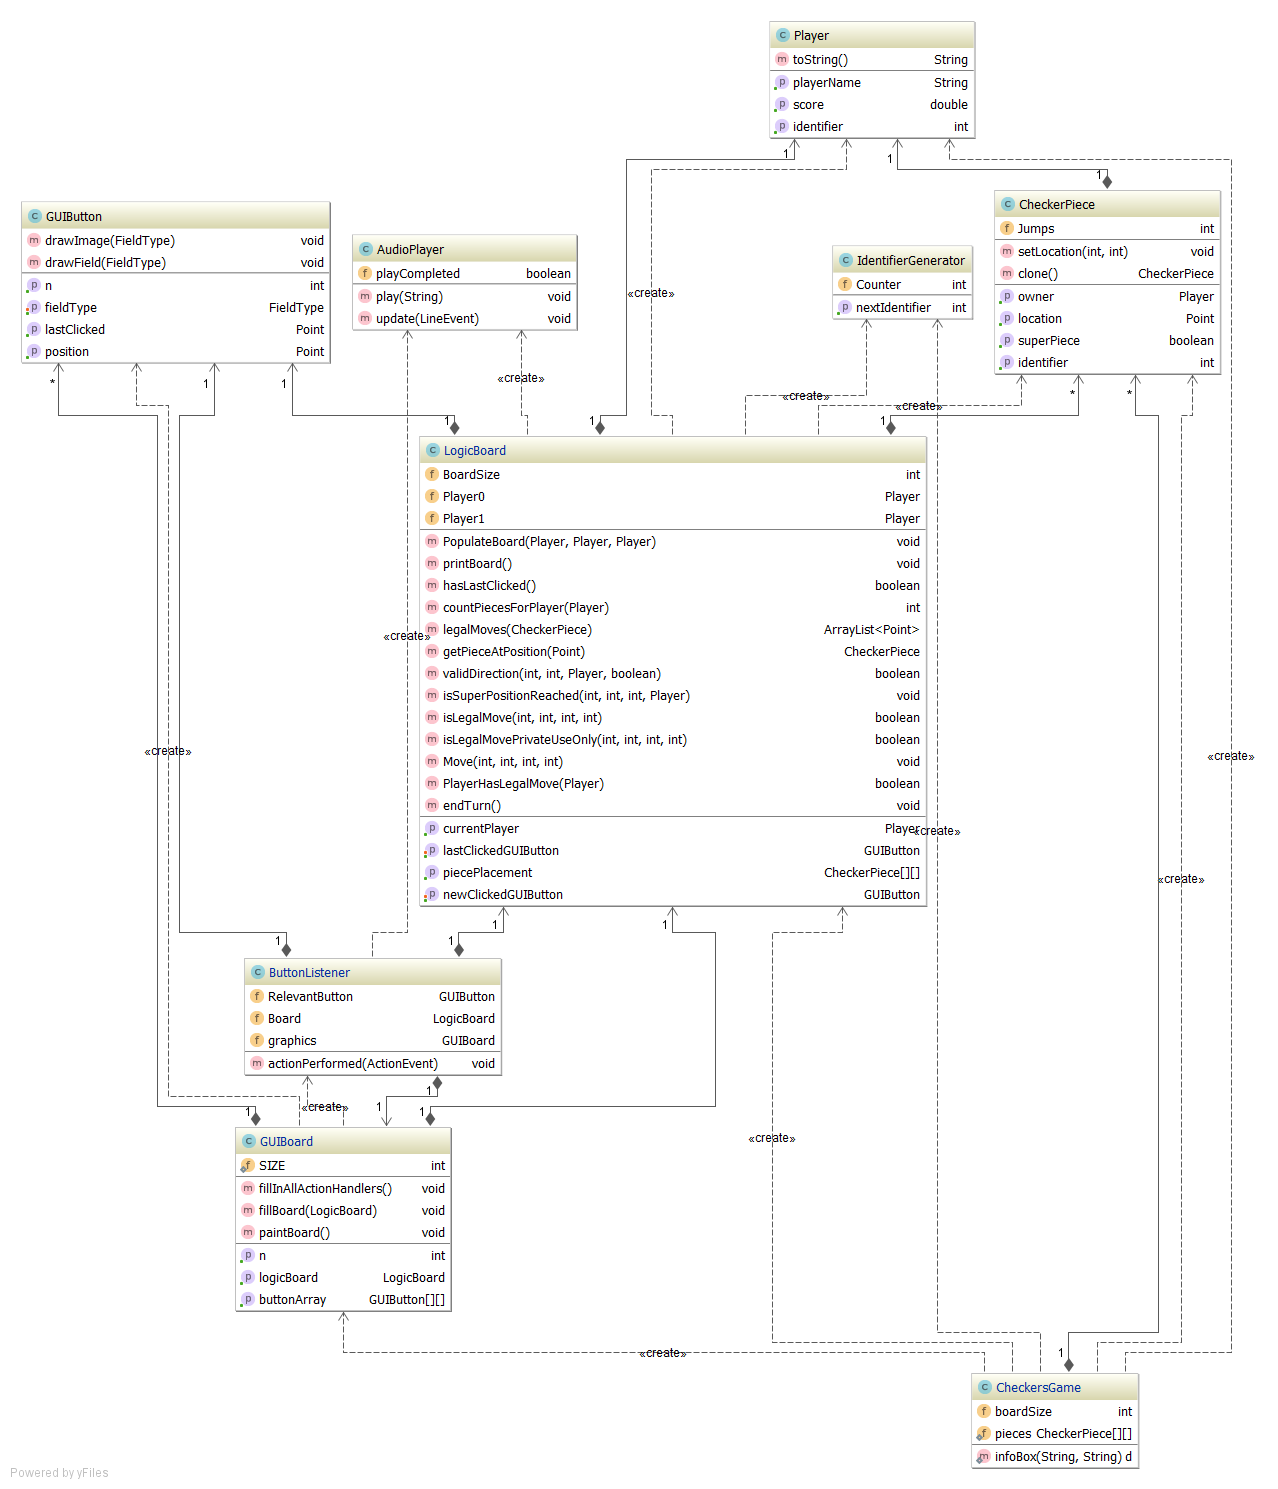 Player
toString() String
playerName String
score double
identifier int
1
1
1
CheckerPiece
Jumps int
setLocation(int, int) void
clone() CheckerPiece
owner Player
location Point
superPiece boolean
identifier int
GUIButton
drawImage(FieldType) void
drawField(FieldType) void
n int
fieldType FieldType
lastClicked Point
position Point
AudioPlayer
playCompleted boolean
play(String) void
update(LineEvent) void
IdentifierGenerator
Counter int
nextIdentifier int
«create»
«create»
* 1 1
* *
«create»
«create»
1 1 1
LogicBoard
BoardSize int
Player0 Player
Player1 Player
PopulateBoard(Player, Player, Player) void
printBoard() void
hasLastClicked() boolean
countPiecesForPlayer(Player) int
legalMoves(CheckerPiece) ArrayList<Point>
getPieceAtPosition(Point) CheckerPiece
validDirection(int, int, Player, boolean) boolean
isSuperPositionReached(int, int, int, Player) void
isLegalMove(int, int, int, int) boolean
isLegalMovePrivateUseOnly(int, int, int, int) boolean
Move(int, int, int, int) void
PlayerHasLegalMove(Player) boolean
endTurn() void
currentPlayer Player
lastClickedGUIButton GUIButton
piecePlacement CheckerPiece[][]
newClickedGUIButton GUIButton
«create»
«create»
«create»
«create»
«create»
1 1
1 1
ButtonListener
RelevantButton GUIButton
Board LogicBoard
graphics GUIBoard
actionPerformed(ActionEvent) void
1
1
«create»
1 1
GUIBoard
SIZE int
fillInAllActionHandlers() void
fillBoard(LogicBoard) void
paintBoard() void
n int
logicBoard LogicBoard
buttonArray GUIButton[][]
«create»
«create»
1
CheckersGame
boardSize int
pieces CheckerPiece[][]
infoBox(String, String) d
Powered by yFiles